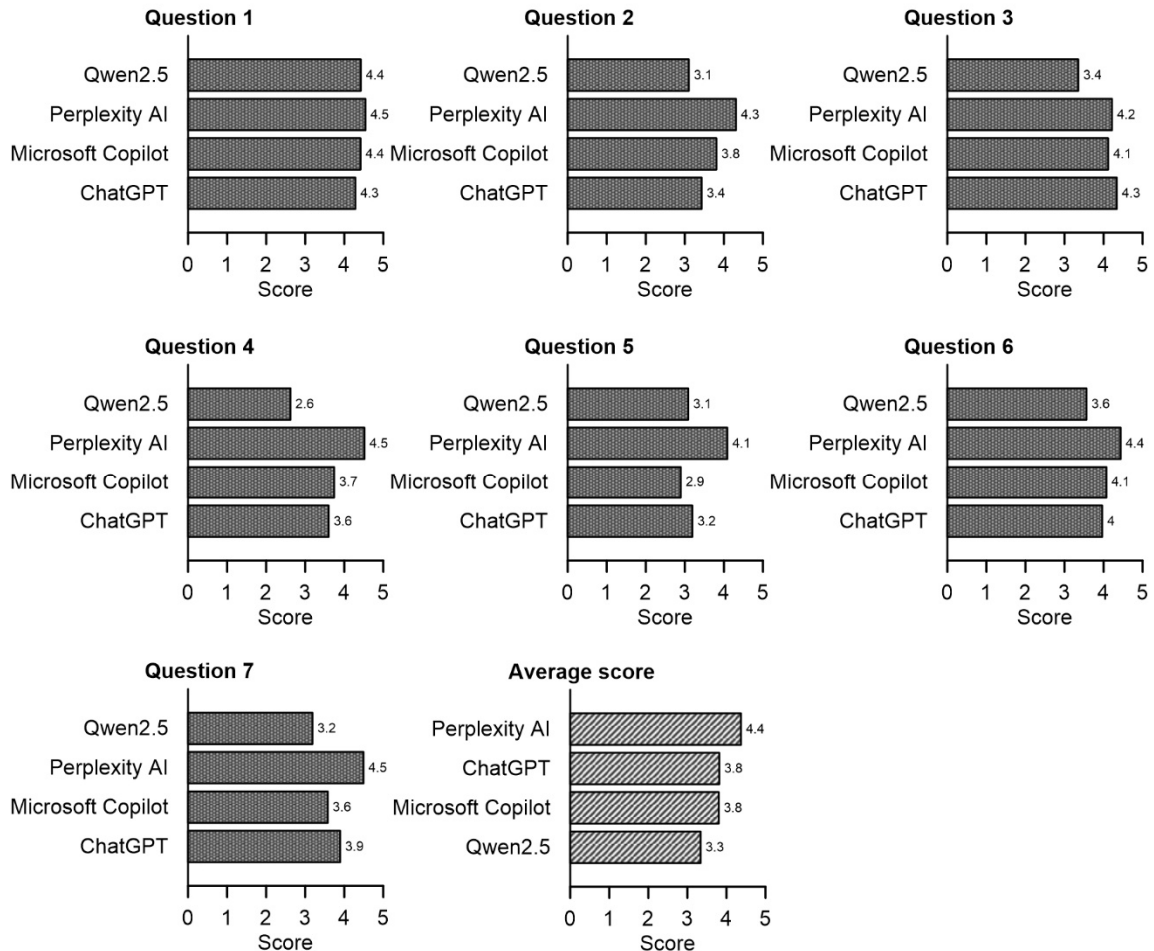 Question 1
Qwen2.5
4.4
Perplexity AI
4.5
Microsoft Copilot
4.4
ChatGPT
4.3
0 1 2 3 4 5
Score
Question 2
Qwen2.5
3.1
Perplexity AI
4.3
Microsoft Copilot
3.8
ChatGPT
3.4
0 1 2 3 4 5
Score
Question 3
Qwen2.5
3.4
Perplexity AI
4.2
Microsoft Copilot
4.1
ChatGPT
4.3
0 1 2 3 4 5
Score
Question 4
Qwen2.5
2.6
Perplexity AI
4.5
Microsoft Copilot
3.7
ChatGPT
3.6
0 1 2 3 4 5
Score
Question 5
Qwen2.5
3.1
Perplexity AI
4.1
Microsoft Copilot
2.9
ChatGPT
3.2
0 1 2 3 4 5
Score
Question 6
Qwen2.5
3.6
Perplexity AI
4.4
Microsoft Copilot
4.1
ChatGPT
4
0 1 2 3 4 5
Score
Question 7
Qwen2.5
3.2
Perplexity AI
4.5
Microsoft Copilot
3.6
ChatGPT
3.9
0 1 2 3 4 5
Score
Average score
Perplexity AI
4.4
ChatGPT
3.8
Microsoft Copilot
3.8
Qwen2.5
3.3
0 1 2 3 4 5
Score